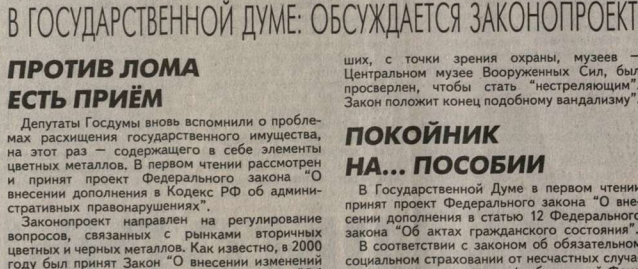 В ГОСУДАРСТВЕННОЙ ДУМЕ: ОБСУЖДАЕТСЯ ЗАКОНОПРОЕКТ
ПРОТИВ ЛОМА
ЕСТЬ ПРИЁМ
Депутаты Госдумы вновь вспомнили о пробле-
мах расхищения государственного имущества,
на этот раз — содержащего в себе элементы
цветных металлов. В первом чтении рассмотрен
и принят проект Федерального закона "О
внесении дополнения в Кодекс РФ об админи-
стративных правонарушениях".
Законопроект направлен на регулирование
вопросов, связанных с рынками вторичных
цветных и черных металлов. Как известно, в 2000
году был принят Закон "О внесении изменений
ших, с точки зрения охраны, музеев —
Центральном музее Вооруженных Сил, был
просверлен, чтобы стать "нестреляющим".
Закон положит конец подобному вандализму"
ПОКОЙНИК
НА... ПОСОБИИ
В Государственной Думе в первом чтении
принят проект Федерального закона "О вне-
сении дополнения в статью 12 Федерального
закона "Об актах гражданского состояния".
В соответствии с законом об обязательном
социальном страховании от несчастных случа